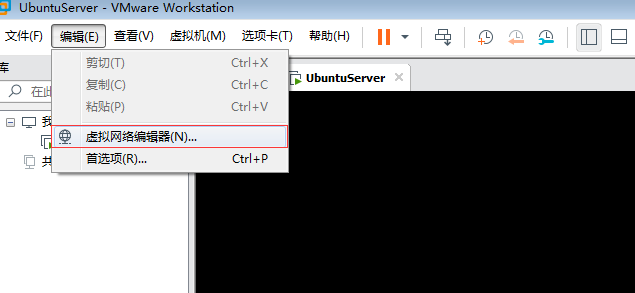 UbuntuServer - VMware Workstation
文件(F) 编辑(E) 查看(V) 虚拟机(M) 选项卡(T) 帮助(H)
库
剪切(T) Ctrl+X
UbuntuServer
在此
复制(C) Ctrl+C
粘贴(P) Ctrl+V
虚拟网络编辑器(N)...
首选项(R)... Ctrl+P